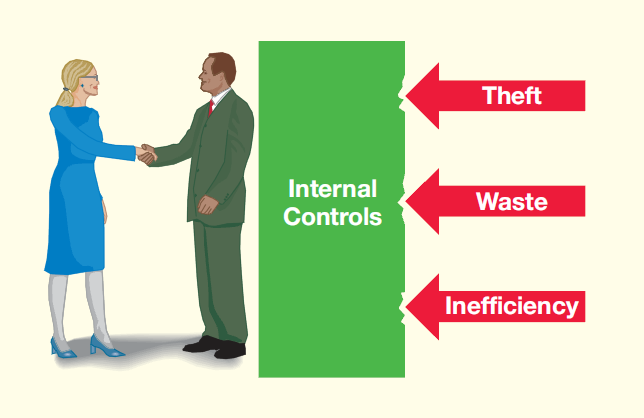 Internal
Controls
Theft
Waste
Inefficiency